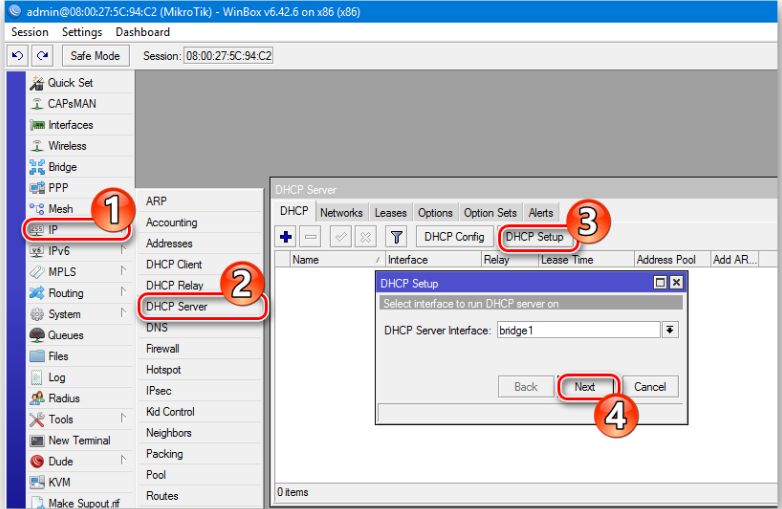 admin@08:00:27:5C:94:C2 (MikroTik) - WinBox v6.42.6 on x86 (x86)
Session Settings Dashboard
Safe Mode Session: 08:00:27:5C:94:C2
Quick Set
CAPsMAN
Interfaces
Wireless
Bridge
PPP
Mesh
IP
IPv6
MPLS
Routing
System
Queues
Files
Log
Radius
Tools
New Terminal
Dude
KVM
Make Supout.rif
1
ARP
Accounting
Addresses
DHCP Client
DHCP Relay
DHCP Server
DNS
Firewall
Hotspot
IPsec
Kid Control
Neighbors
Packing
Pool
Routes
2
DHCP Server
DHCP Networks Leases Options Option Sets Alerts
DHCP Config DHCP Setup
3
Name Interface Relay Lease Time Address Pool Add AR...
DHCP Setup
Select interface to run DHCP server on
DHCP Server Interface: bridge1
Back Next Cancel
4
0 items